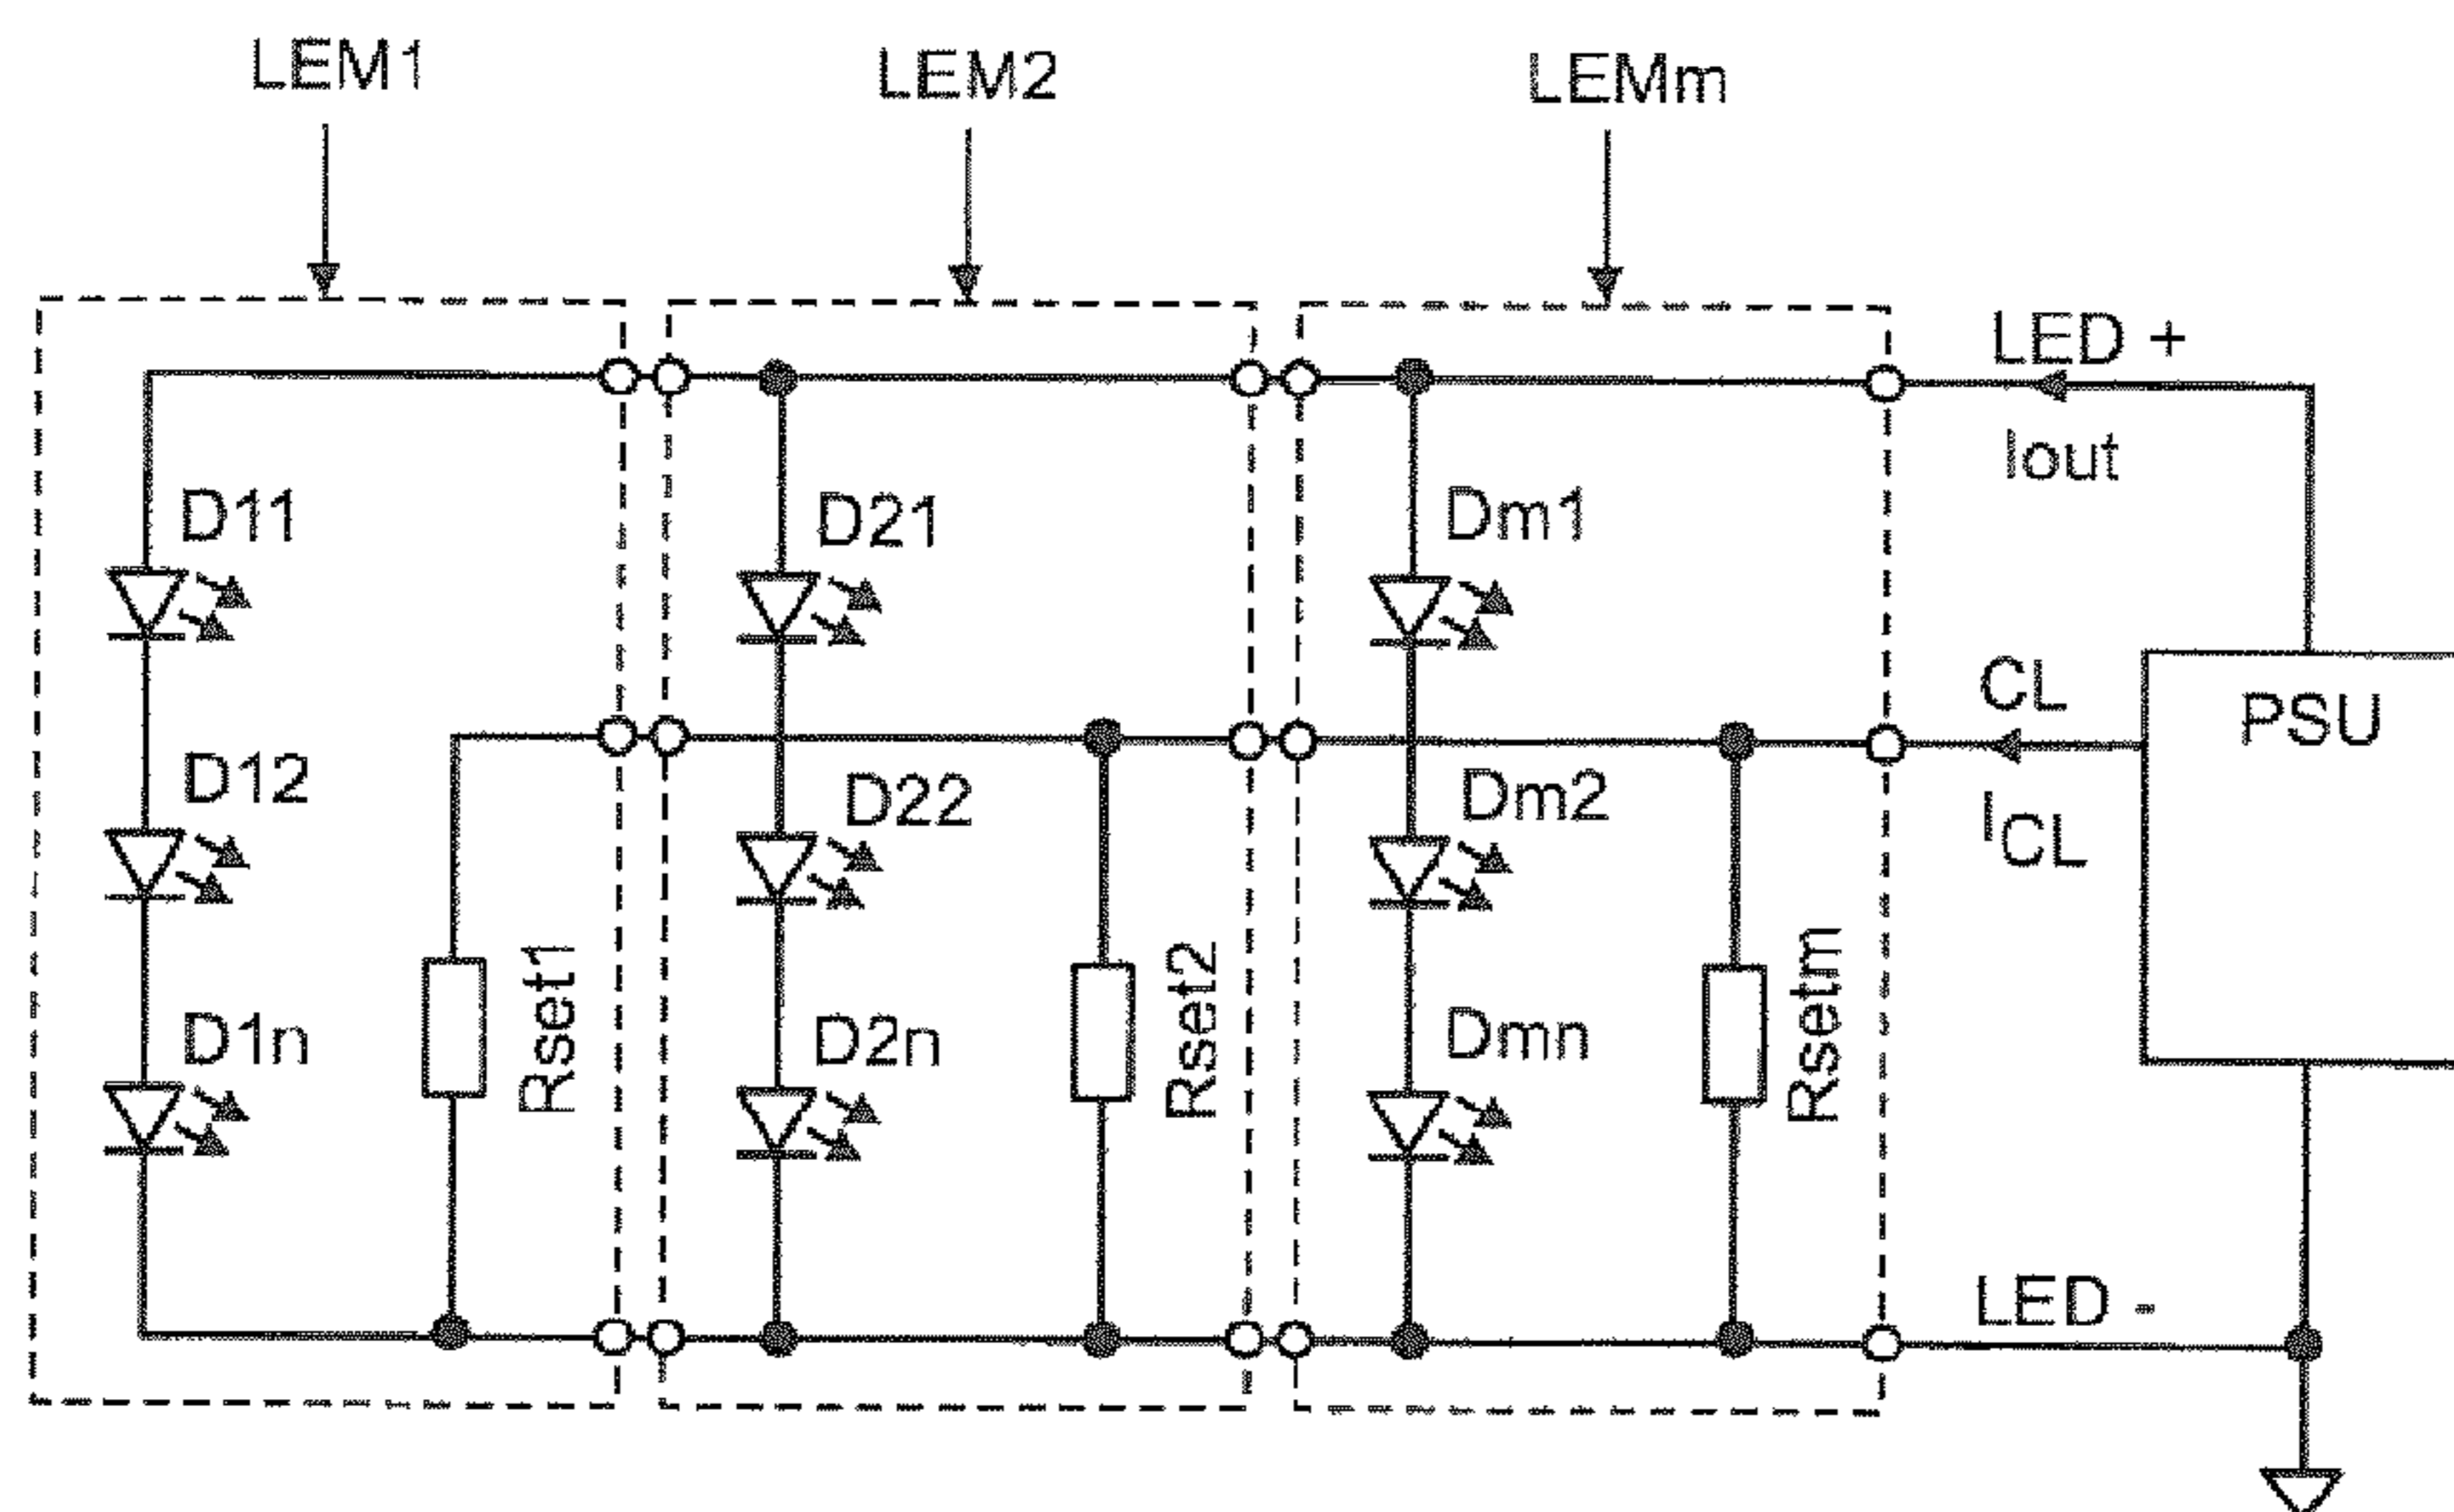 LEM1
LEM2
LEMm
LED +
Iout
D11
D21
Dm1
CL
PSU
D12
D22
Dm2
ICL
Rset1
Rset2
Rsetm
D1n
D2n
Dmn
LED -